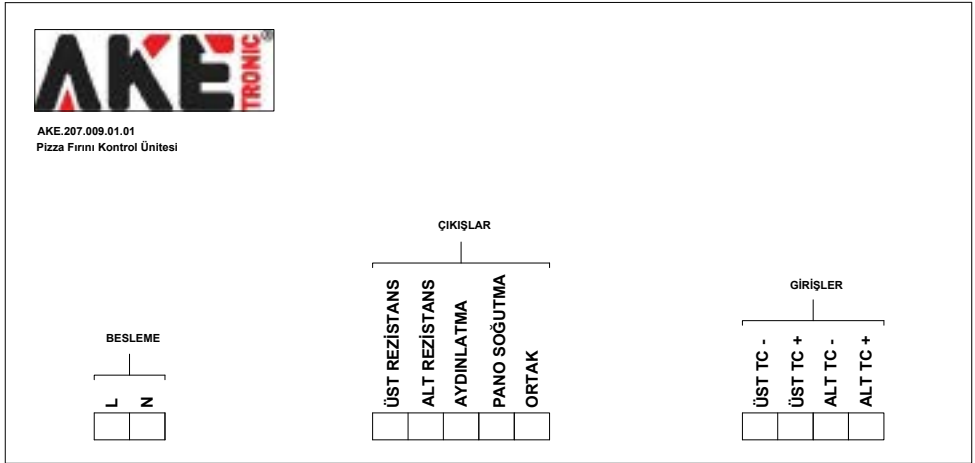 AKE TRONIC®
AKE.207.009.01.01
Pizza Fırını Kontrol Ünitesi
BESLEME
L
N
ÇIKIŞLAR
ÜST REZİSTANS
ALT REZİSTANS
AYDINLATMA
PANO SOĞUTMA
ORTAK
GİRİŞLER
ÜST TC -
ÜST TC +
ALT TC -
ALT TC +